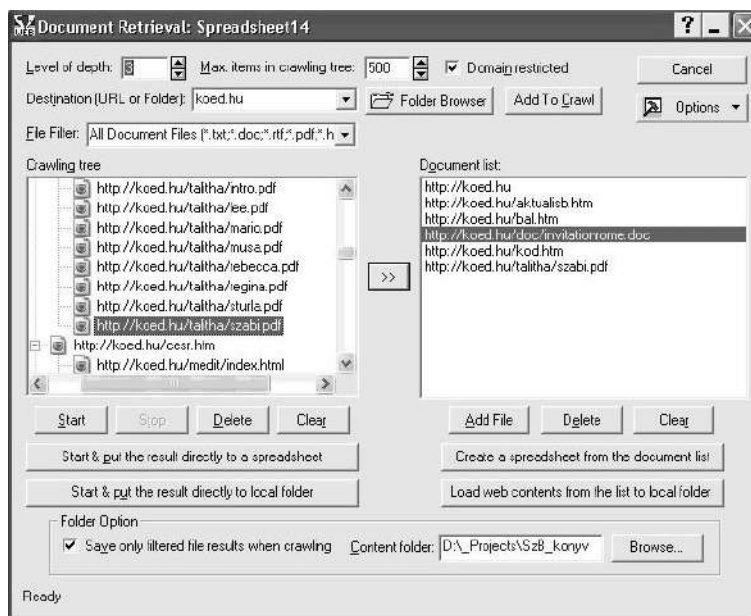 Document Retrieval: Spreadsheet14
Level of depth: 3 Max. items in crawling tree: 500 Domain restricted Cancel
Destination (URL or Folder): koed.hu Folder Browser Add To Crawl Options
File Filter: All Document Files (*.txt;*.doc;*.rtf;*.pdf;*.h
Crawling tree Document list:
http://koed.hu/talitha/intro.pdf
http://koed.hu/talitha/lee.pdf
http://koed.hu/talitha/mario.pdf
http://koed.hu/talitha/musa.pdf
http://koed.hu/talitha/rebecca.pdf
http://koed.hu/talitha/regina.pdf
http://koed.hu/talitha/sturla.pdf
http://koed.hu/talitha/szabi.pdf
http://koed.hu/cesr.htm
http://koed.hu/medit/index.html
>>
http://koed.hu
http://koed.hu/aktualisb.htm
http://koed.hu/bal.htm
http://koed.hu/doc/invitationrome.doc
http://koed.hu/kod.htm
http://koed.hu/talitha/szabi.pdf
Start Stop Delete Clear Add File Delete Clear
Start & put the result directly to a spreadsheet Create a spreadsheet from the document list
Start & put the result directly to local folder Load web contents from the list to local folder
Folder Option
Save only filtered file results when crawling Content folder: D:\_Projects\SzB_konyv Browse...
Ready